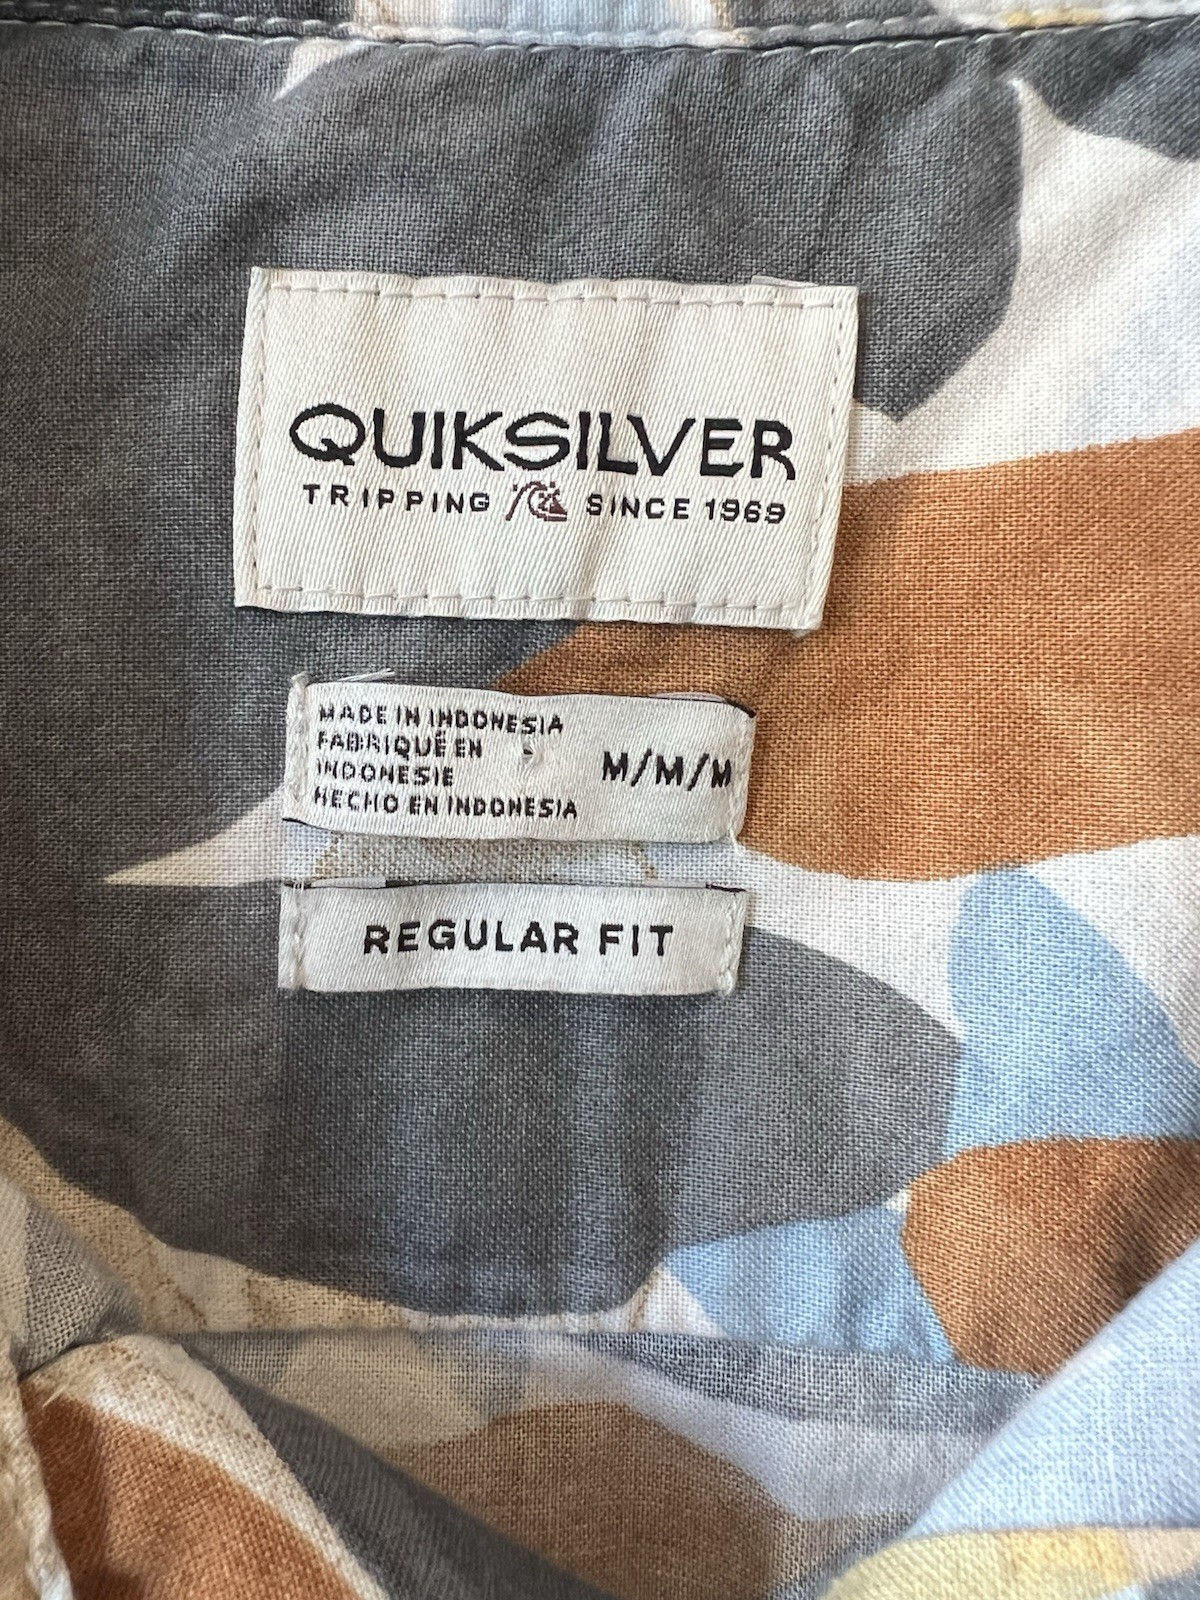 QUIKSILVER
TRIPPING SINCE 1969
MADE IN INDONESIA
FABRIQUÉ EN
INDONESIE
HECHO EN INDONESIA
M/M/M
REGULAR FIT